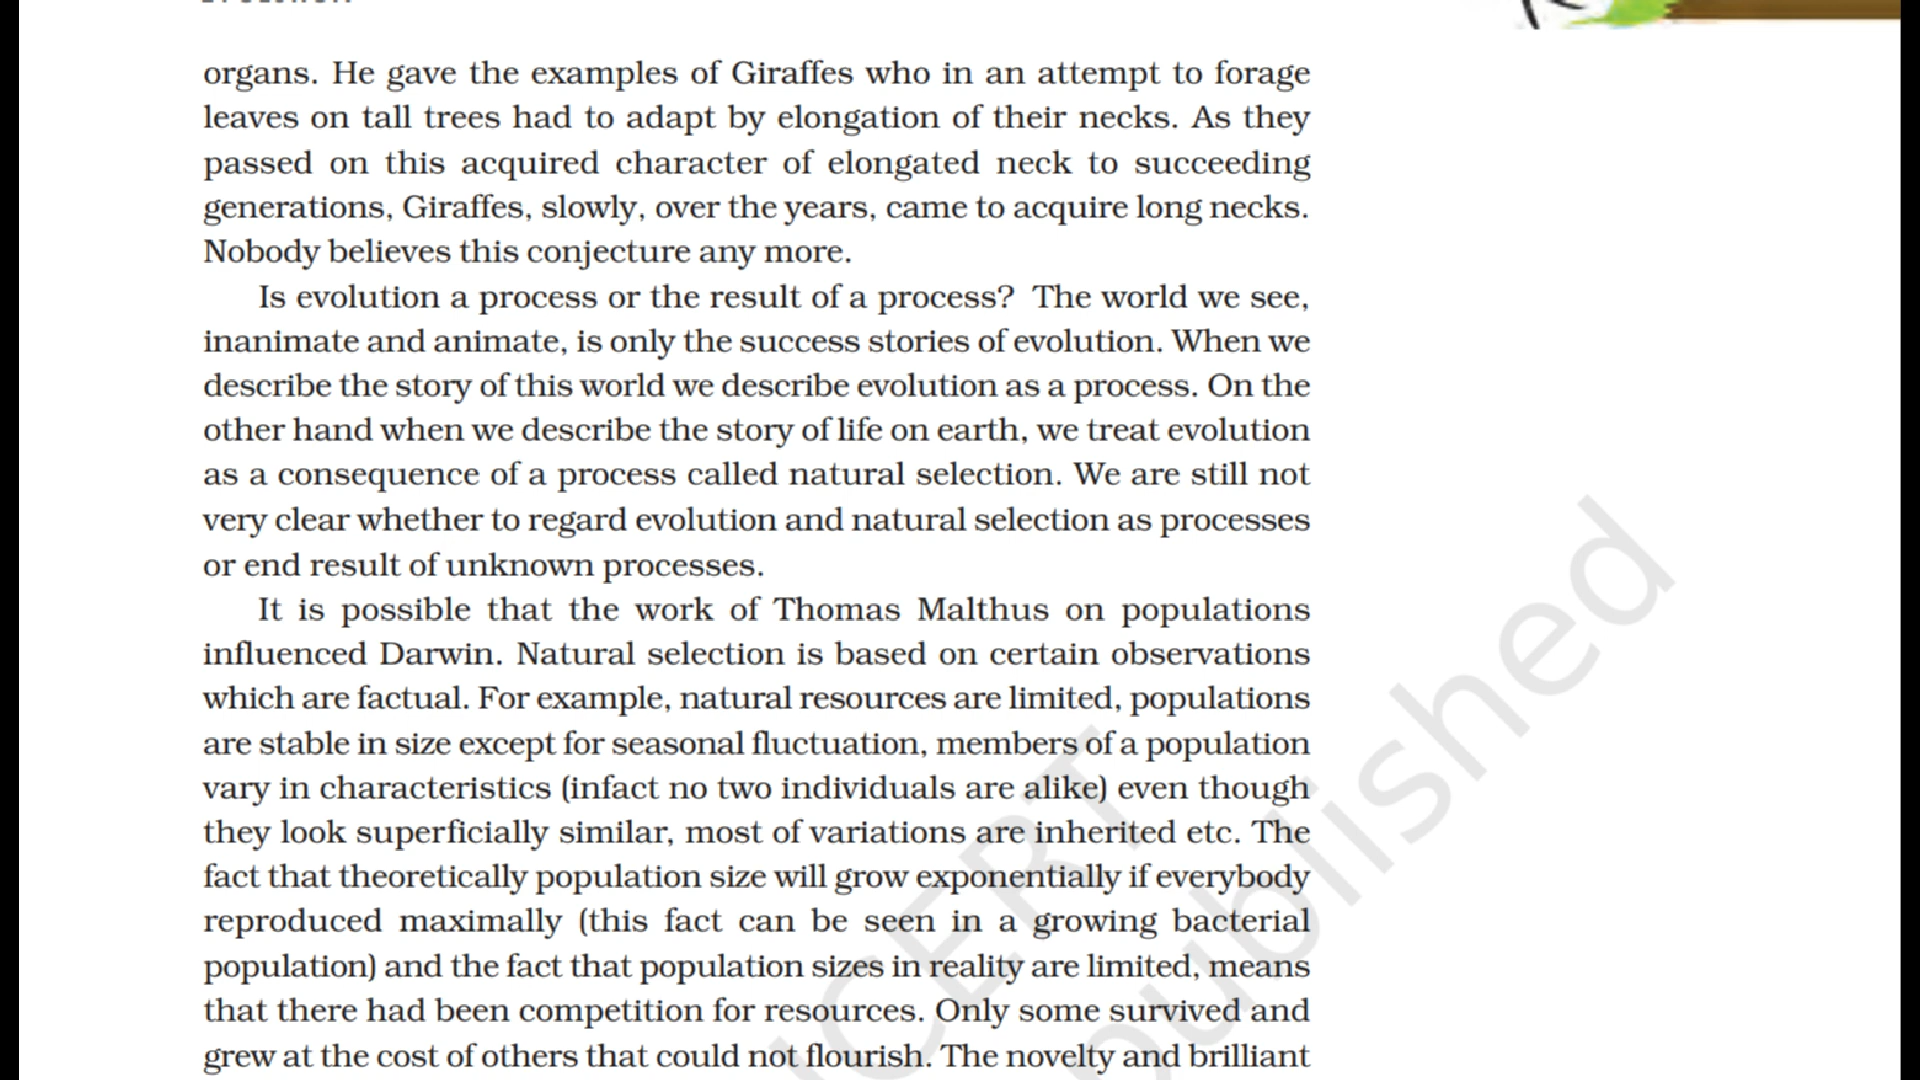 organs. He gave the examples of Giraffes who in an attempt to forage
leaves on tall trees had to adapt by elongation of their necks. As they
passed on this acquired character of elongated neck to succeeding
generations, Giraffes, slowly, over the years, came to acquire long necks.
Nobody believes this conjecture any more.
Is evolution a process or the result of a process? The world we see,
inanimate and animate, is only the success stories of evolution. When we
describe the story of this world we describe evolution as a process. On the
other hand when we describe the story of life on earth, we treat evolution
as a consequence of a process called natural selection. We are still not
very clear whether to regard evolution and natural selection as processes
or end result of unknown processes.
It is possible that the work of Thomas Malthus on populations
influenced Darwin. Natural selection is based on certain observations
which are factual. For example, natural resources are limited, populations
are stable in size except for seasonal fluctuation, members of a population
vary in characteristics (infact no two individuals are alike) even though
they look superficially similar, most of variations are inherited etc. The
fact that theoretically population size will grow exponentially if everybody
reproduced maximally (this fact can be seen in a growing bacterial
population) and the fact that population sizes in reality are limited, means
that there had been competition for resources. Only some survived and
grew at the cost of others that could not flourish. The novelty and brilliant